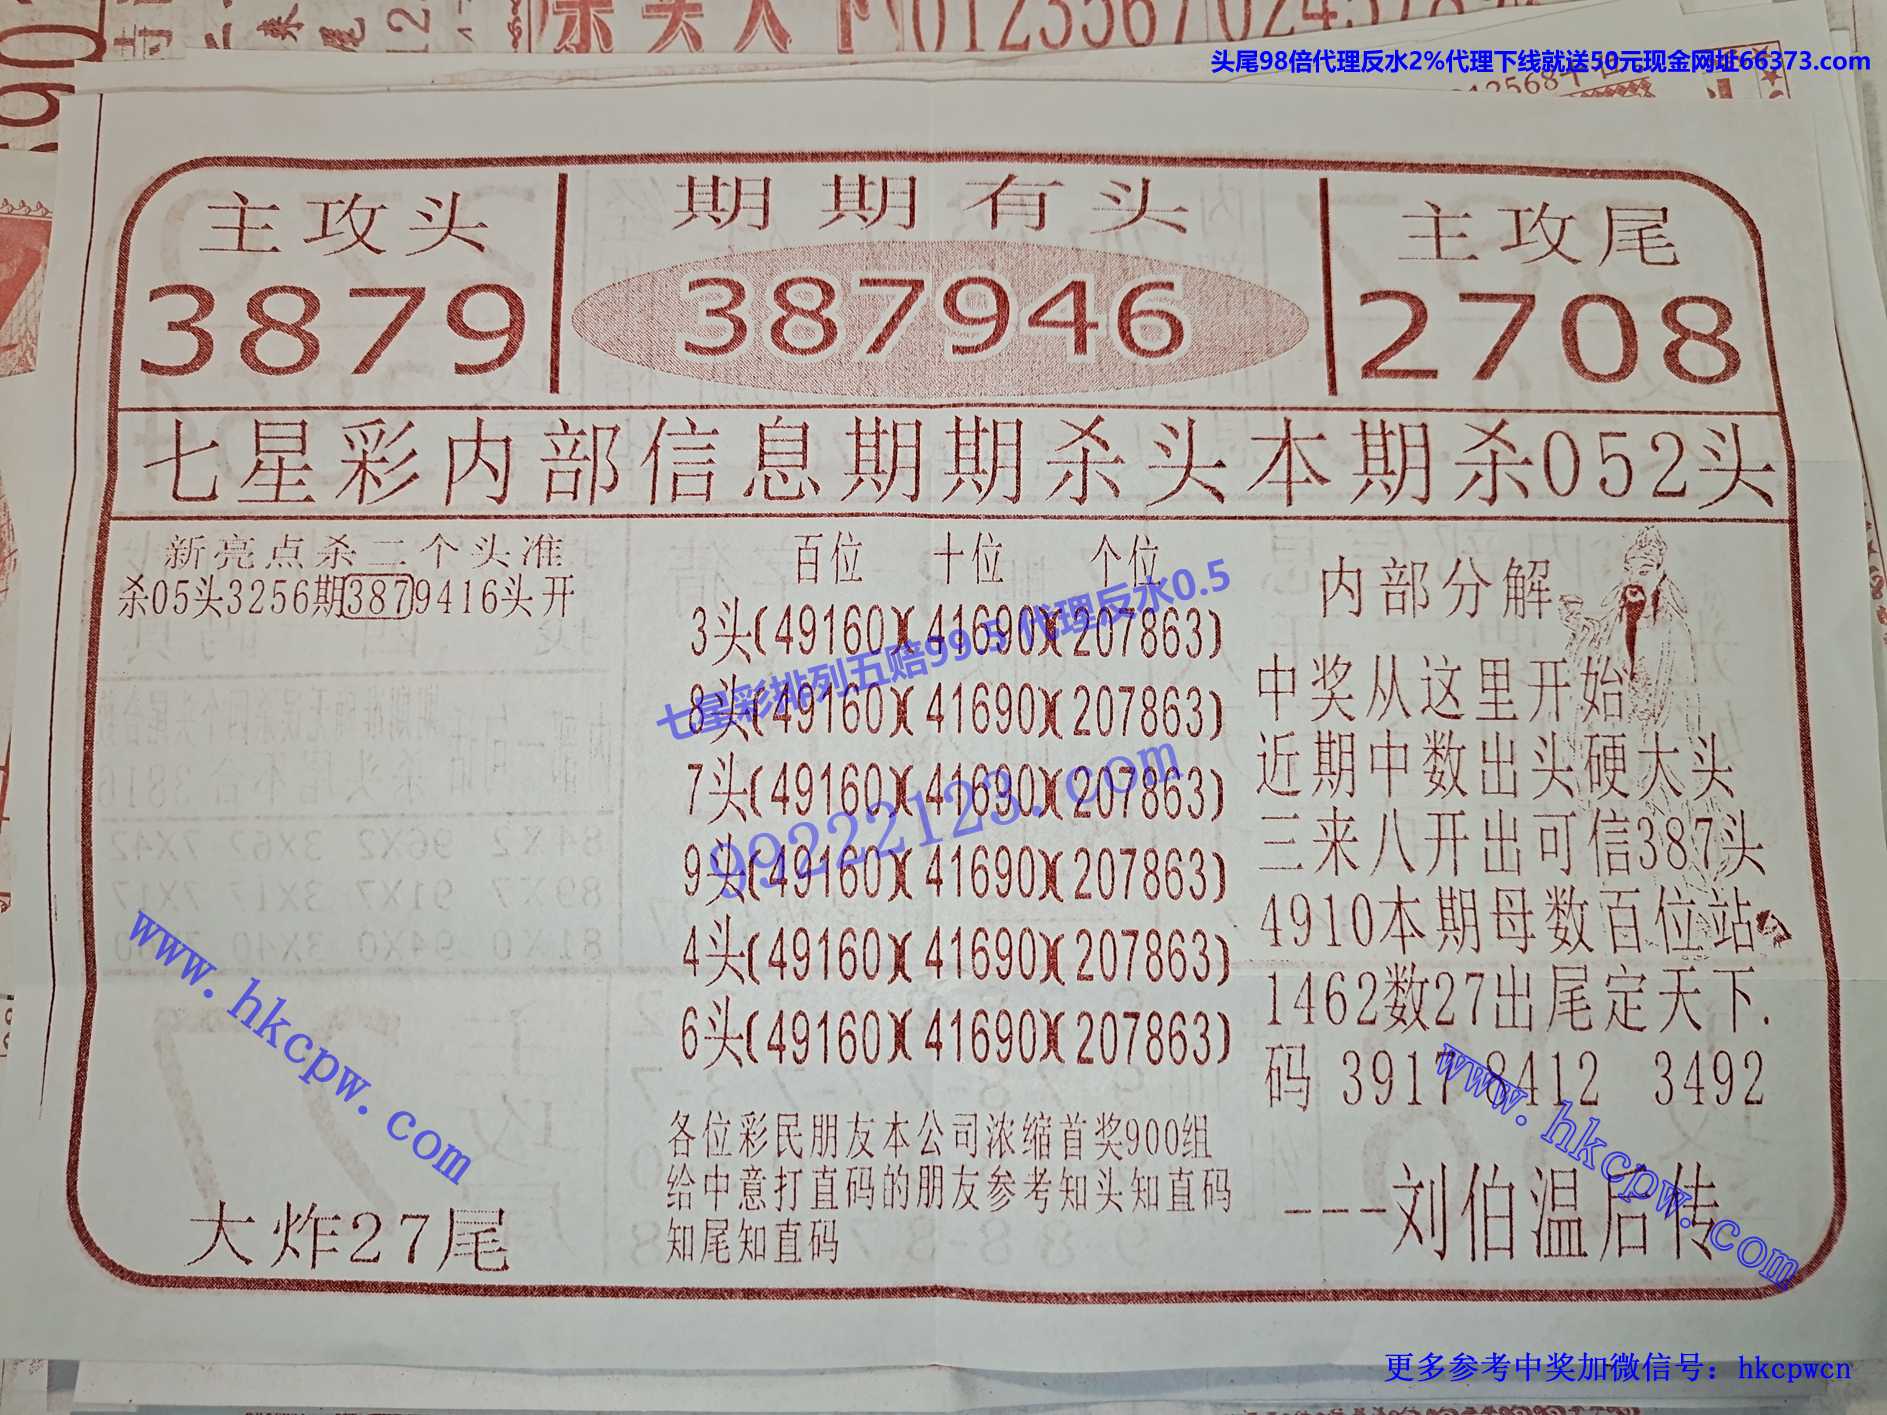 头尾98倍代理反水2%代理下线就送50元现金网址66373.com
主攻头
3879
期期有头
387946
主攻尾
2708
七星彩内部信息期期杀头本期杀052头
新亮点杀二个头准
杀05头3256期3879416头开
百位 十位 个位
3头(49160)(41690)(207863)
8头(49160)(41690)(207863)
7头(49160)(41690)(207863)
9头(49160)(41690)(207863)
4头(49160)(41690)(207863)
6头(49160)(41690)(207863)
七星彩排列五赔99.5 代理反水0.5
99222123.com
各位彩民朋友本公司浓缩首奖900组
给中意打直码的朋友参考知头知直码
知尾知直码
内部分解
中奖从这里开始
近期中数出头硬大头
三来八开出可信387头
4910本期母数百位站
1462数27出尾定天下.
码 3917 8412 3492
---刘伯温启传
大炸27尾
www.hkcpw.com
www.hkcpw.com
更多参考中奖加微信号：hkcpwcn